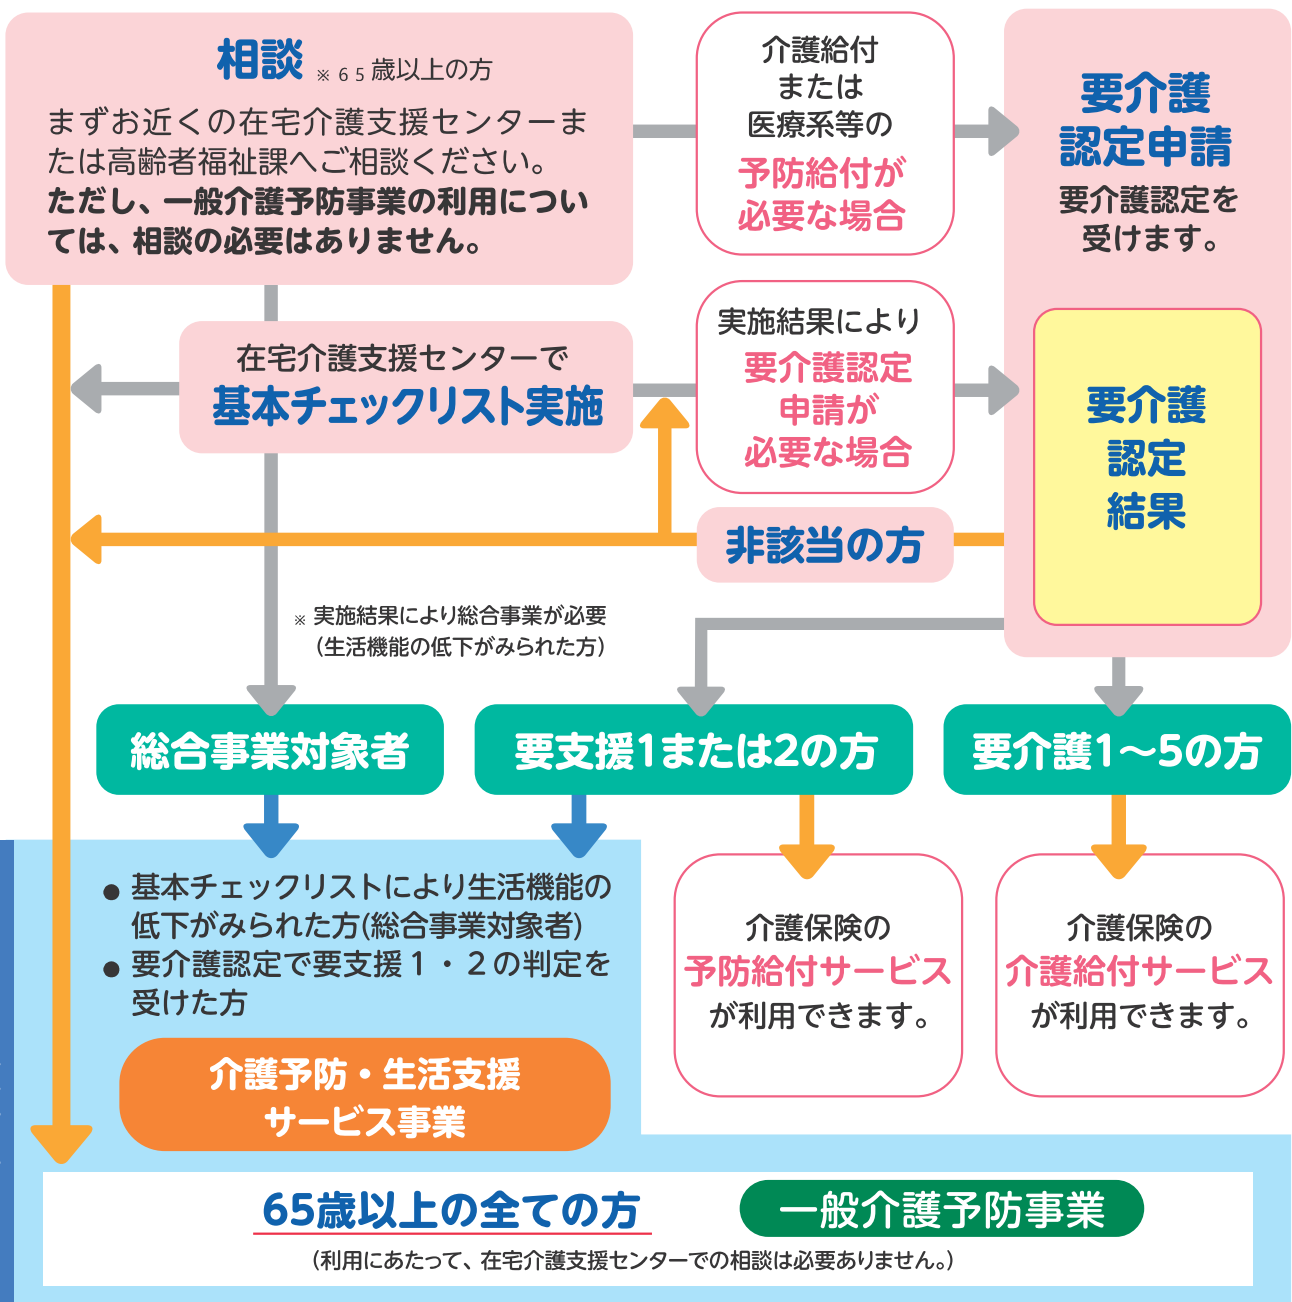 相談 ※６５歳以上の方
まずお近くの在宅介護支援センターま
たは高齢者福祉課へご相談ください。
ただし、一般介護予防事業の利用につい
ては、相談の必要はありません。
介護給付
または
医療系等の
予防給付が
必要な場合
要介護
認定申請
要介護認定を
受けます。
在宅介護支援センターで
基本チェックリスト実施
実施結果により
要介護認定
申請が
必要な場合
要介護
認定
結果
非該当の方
※ 実施結果により総合事業が必要
（生活機能の低下がみられた方）
総合事業対象者
要支援1または2の方
要介護1～5の方
● 基本チェックリストにより生活機能の
低下がみられた方(総合事業対象者)
● 要介護認定で要支援１・２の判定を
受けた方
介護予防・生活支援
サービス事業
介護保険の
予防給付サービス
が利用できます。
介護保険の
介護給付サービス
が利用できます。
65歳以上の全ての方
一般介護予防事業
（利用にあたって、在宅介護支援センターでの相談は必要ありません。）